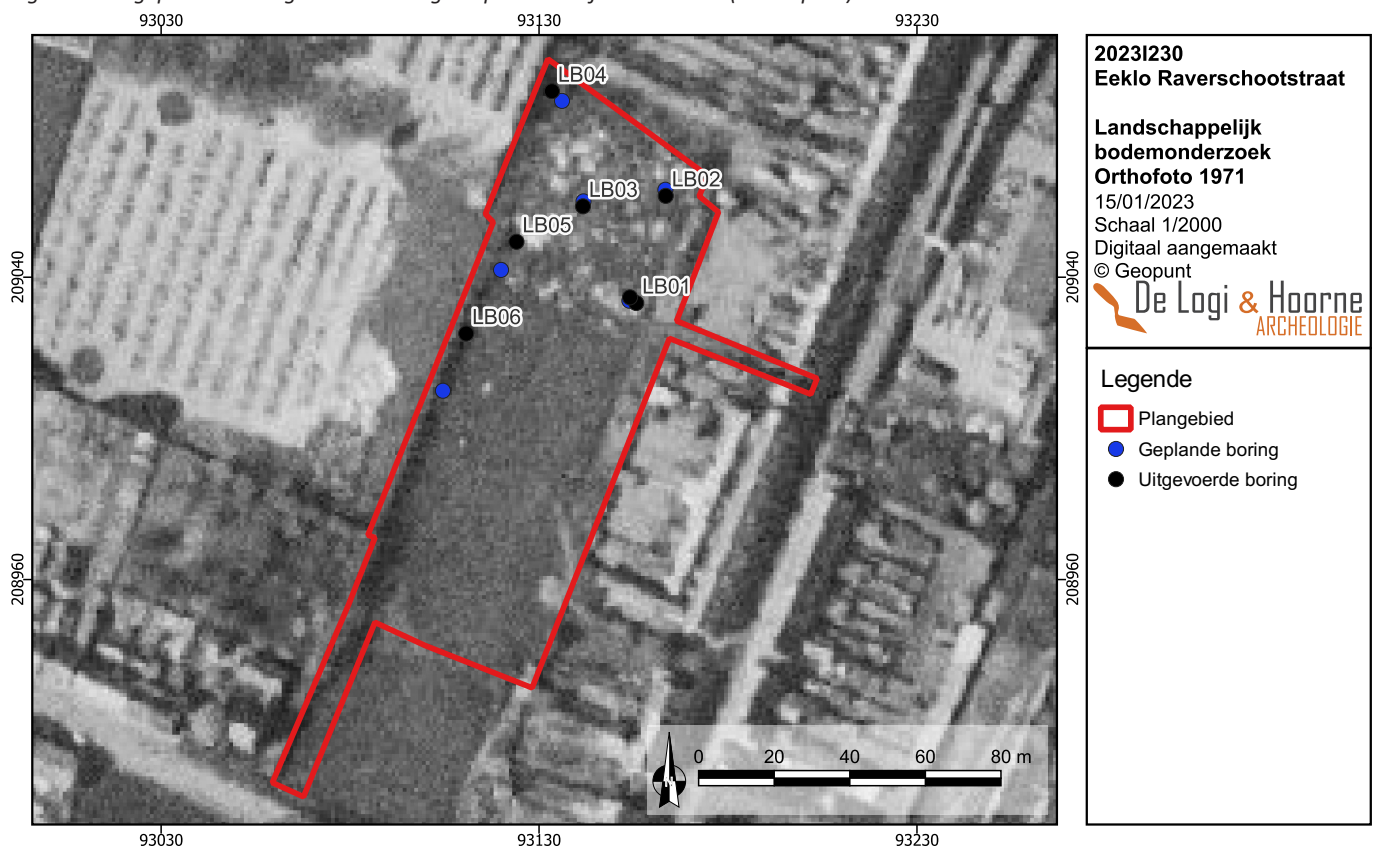 93030 93130 93230
LB04
LB02
LB03
LB05
LB01
LB06
209040 209040
208960 208960
0 20 40 60 80 m
N
93030 93130 93230
2023I230
Eeklo Raverschootstraat
Landschappelijk
bodemonderzoek
Orthofoto 1971
15/01/2023
Schaal 1/2000
Digitaal aangemaakt
© Geopunt
De Logi & Hoorne
ARCHEOLOGIE
Legende
Plangebied
Geplande boring
Uitgevoerde boring